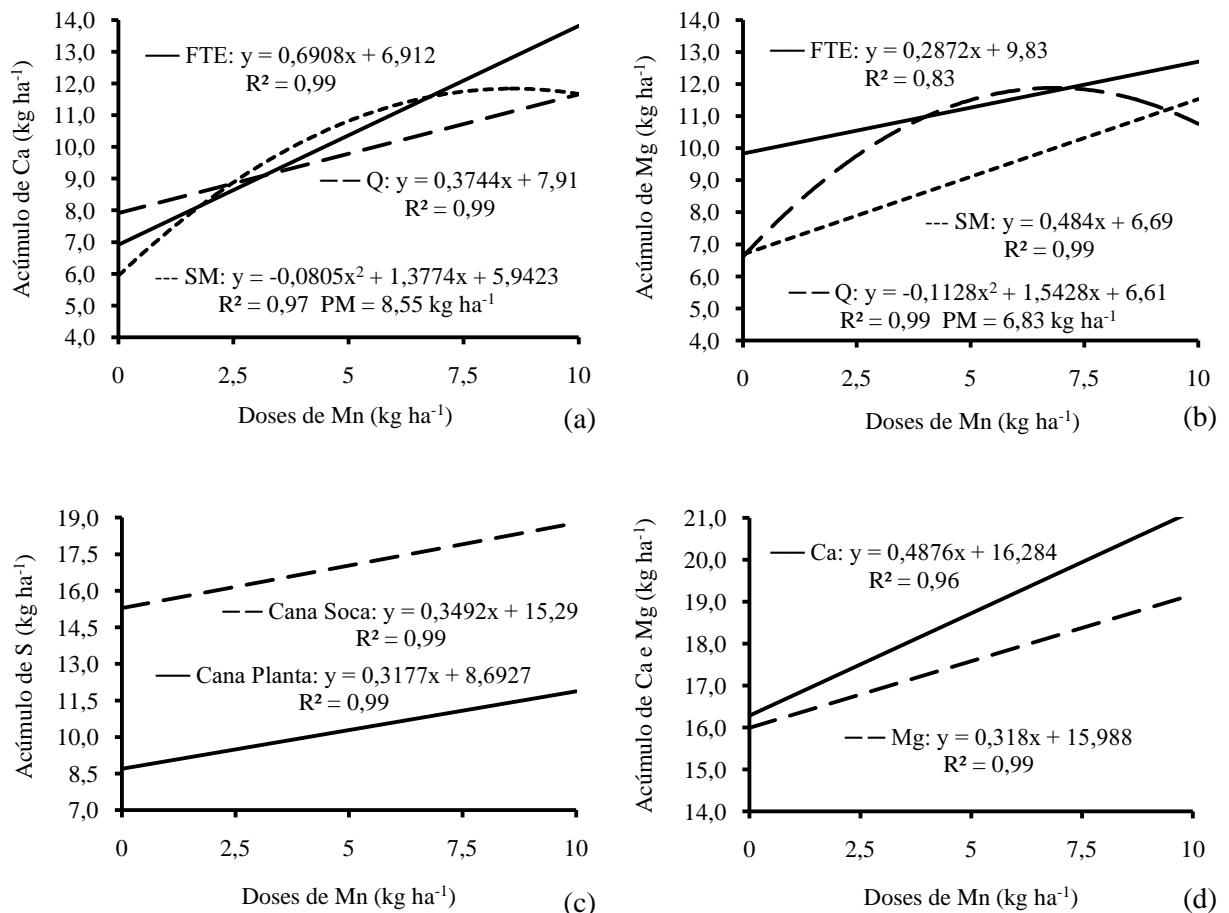 Acúmulo de Ca (kg ha⁻¹)
14,0
13,0
12,0
11,0
10,0
9,0
8,0
7,0
6,0
5,0
4,0
FTE: y = 0,6908x + 6,912
R² = 0,99
Q: y = 0,3744x + 7,91
R² = 0,99
SM: y = -0,0805x² + 1,3774x + 5,9423
R² = 0,97 PM = 8,55 kg ha⁻¹
0 2,5 5 7,5 10
Doses de Mn (kg ha⁻¹)
(a)
Acúmulo de Mg (kg ha⁻¹)
14,0
13,0
12,0
11,0
10,0
9,0
8,0
7,0
6,0
5,0
4,0
FTE: y = 0,2872x + 9,83
R² = 0,83
SM: y = 0,484x + 6,69
R² = 0,99
Q: y = -0,1128x² + 1,5428x + 6,61
R² = 0,99 PM = 6,83 kg ha⁻¹
0 2,5 5 7,5 10
Doses de Mn (kg ha⁻¹)
(b)
Acúmulo de S (kg ha⁻¹)
19,0
17,5
16,0
14,5
13,0
11,5
10,0
8,5
7,0
Cana Soca: y = 0,3492x + 15,29
R² = 0,99
Cana Planta: y = 0,3177x + 8,6927
R² = 0,99
0 2,5 5 7,5 10
Doses de Mn (kg ha⁻¹)
(c)
Acúmulo de Ca e Mg (kg ha⁻¹)
21,0
20,0
19,0
18,0
17,0
16,0
15,0
14,0
Ca: y = 0,4876x + 16,284
R² = 0,96
Mg: y = 0,318x + 15,988
R² = 0,99
0 2,5 5 7,5 10
Doses de Mn (kg ha⁻¹)
(d)